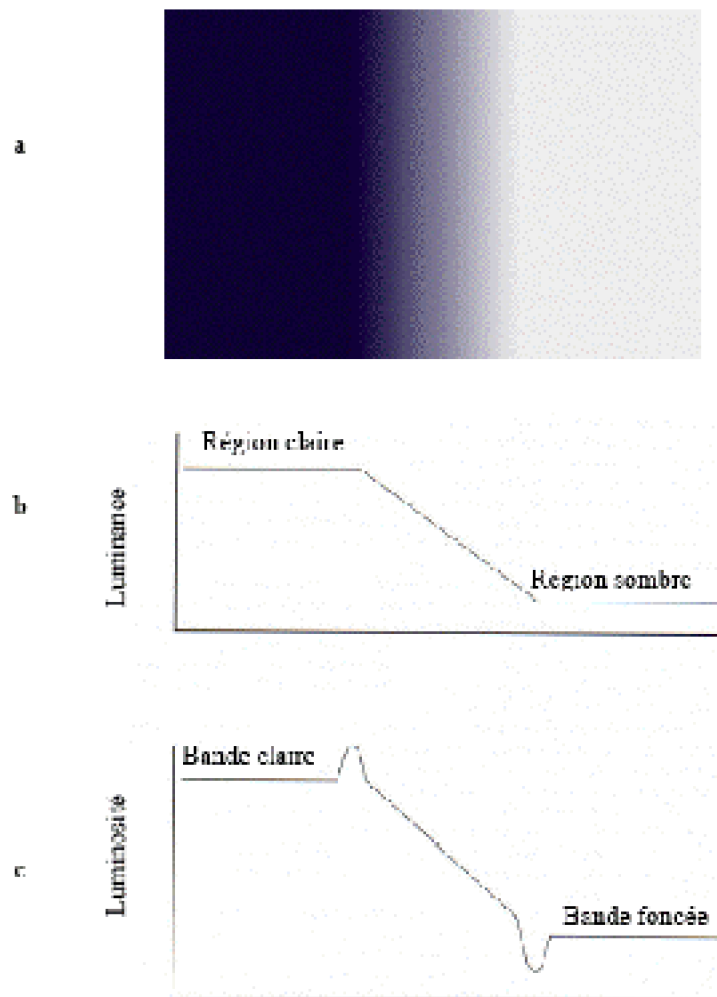 a
Région claire
b
Luminance
Région sombre
Bande claire
Luminosité
c
Bande foncée